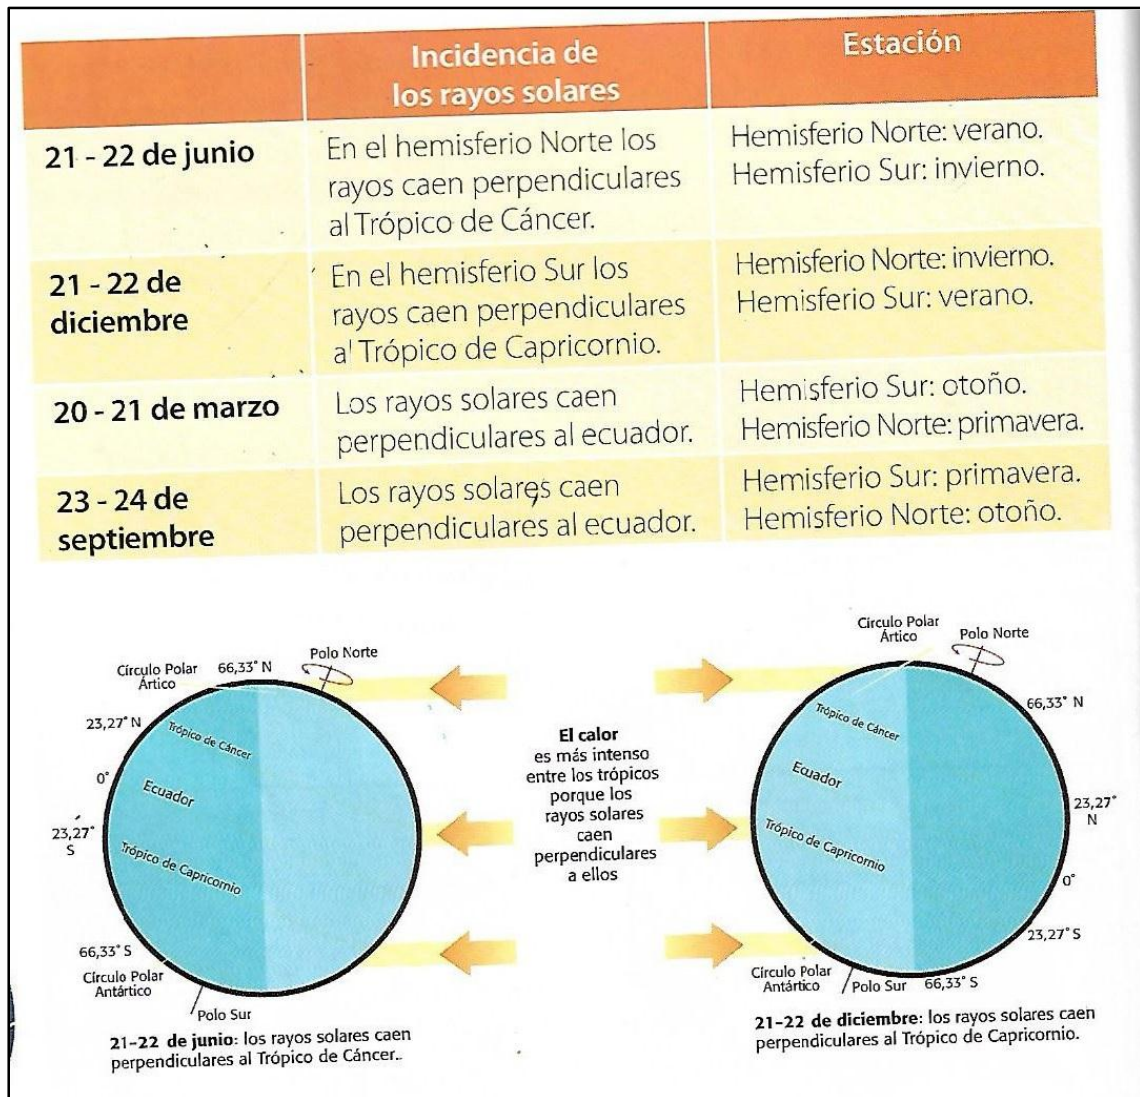 Incidencia de
los rayos solares
Estación
21 - 22 de junio
En el hemisferio Norte los
rayos caen perpendiculares
al Trópico de Cáncer.
Hemisferio Norte: verano.
Hemisferio Sur: invierno.
21 - 22 de
diciembre
En el hemisferio Sur los
rayos caen perpendiculares
al Trópico de Capricornio.
Hemisferio Norte: invierno.
Hemisferio Sur: verano.
20 - 21 de marzo
Los rayos solares caen
perpendiculares al ecuador.
Hemisferio Sur: otoño.
Hemisferio Norte: primavera.
23 - 24 de
septiembre
Los rayos solares caen
perpendiculares al ecuador.
Hemisferio Sur: primavera.
Hemisferio Norte: otoño.
Círculo Polar
Ártico
66,33° N
Polo Norte
23,27° N
Trópico de Cáncer
0°
Ecuador
23,27°
S
Trópico de Capricornio
66,33° S
Círculo Polar
Antártico
Polo Sur
21-22 de junio: los rayos solares caen
perpendiculares al Trópico de Cáncer..
El calor
es más intenso
entre los trópicos
porque los
rayos solares
caen
perpendiculares
a ellos
Círculo Polar
Ártico
Polo Norte
66,33° N
Trópico de Cáncer
Ecuador
23,27°
N
Trópico de Capricornio
0°
23,27° S
Círculo Polar
Antártico
Polo Sur
66,33° S
21-22 de diciembre: los rayos solares caen
perpendiculares al Trópico de Capricornio.